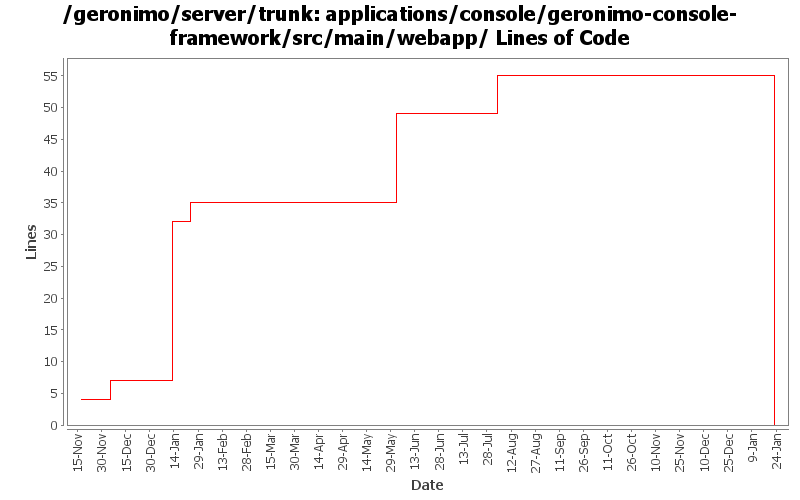 /geronimo/server/trunk: applications/console/geronimo-console-
framework/src/main/webapp/ Lines of Code
Lines
55
50
45
40
35
30
25
20
15
10
5
0
15-Nov
30-Nov
15-Dec
30-Dec
14-Jan
29-Jan
13-Feb
28-Feb
15-Mar
30-Mar
14-Apr
29-Apr
14-May
29-May
13-Jun
28-Jun
13-Jul
28-Jul
12-Aug
27-Aug
11-Sep
26-Sep
11-Oct
26-Oct
10-Nov
25-Nov
10-Dec
25-Dec
9-Jan
24-Jan
Date